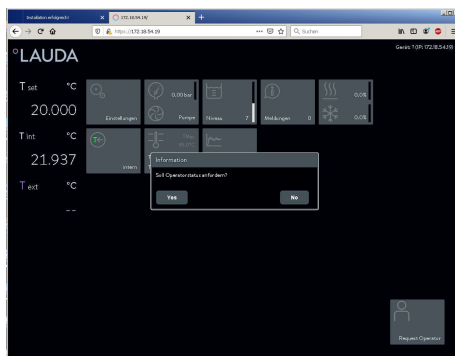 Installation erfolgreich!
172.18.54.19/
https://172.18.54.19
Suchen
°LAUDA
Gerät: ? (IP: 172.18.54.19)
T set °C
20.000
T int °C
21.937
T ext °C
--
Einstellungen
0.00 bar
Pumpe
Niveau 7
Meldungen 0
0,0%
0,0%
intern
Information
Soll Operatorstatus anfordern?
Yes
No
Request Operator